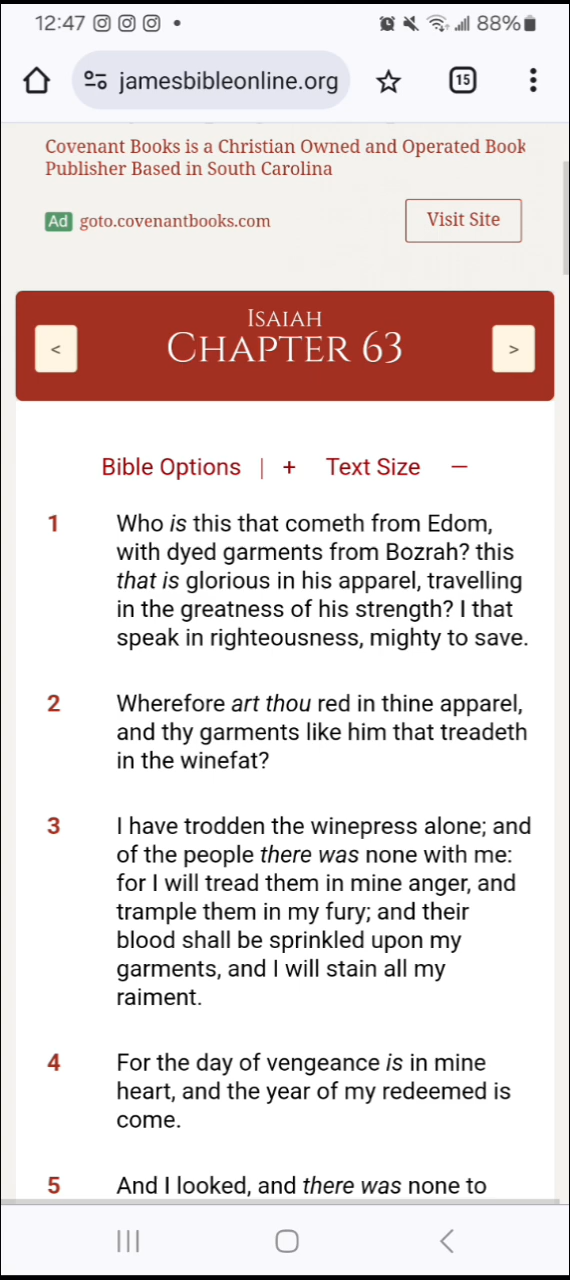 12:47 88%
jamesbibleonline.org 15
Covenant Books is a Christian Owned and Operated Book
Publisher Based in South Carolina
Ad goto.covenantbooks.com Visit Site
ISAIAH
< CHAPTER 63 >
Bible Options | + Text Size −
1 Who is this that cometh from Edom,
with dyed garments from Bozrah? this
that is glorious in his apparel, travelling
in the greatness of his strength? I that
speak in righteousness, mighty to save.
2 Wherefore art thou red in thine apparel,
and thy garments like him that treadeth
in the winefat?
3 I have trodden the winepress alone; and
of the people there was none with me:
for I will tread them in mine anger, and
trample them in my fury; and their
blood shall be sprinkled upon my
garments, and I will stain all my
raiment.
4 For the day of vengeance is in mine
heart, and the year of my redeemed is
come.
5 And I looked, and there was none to